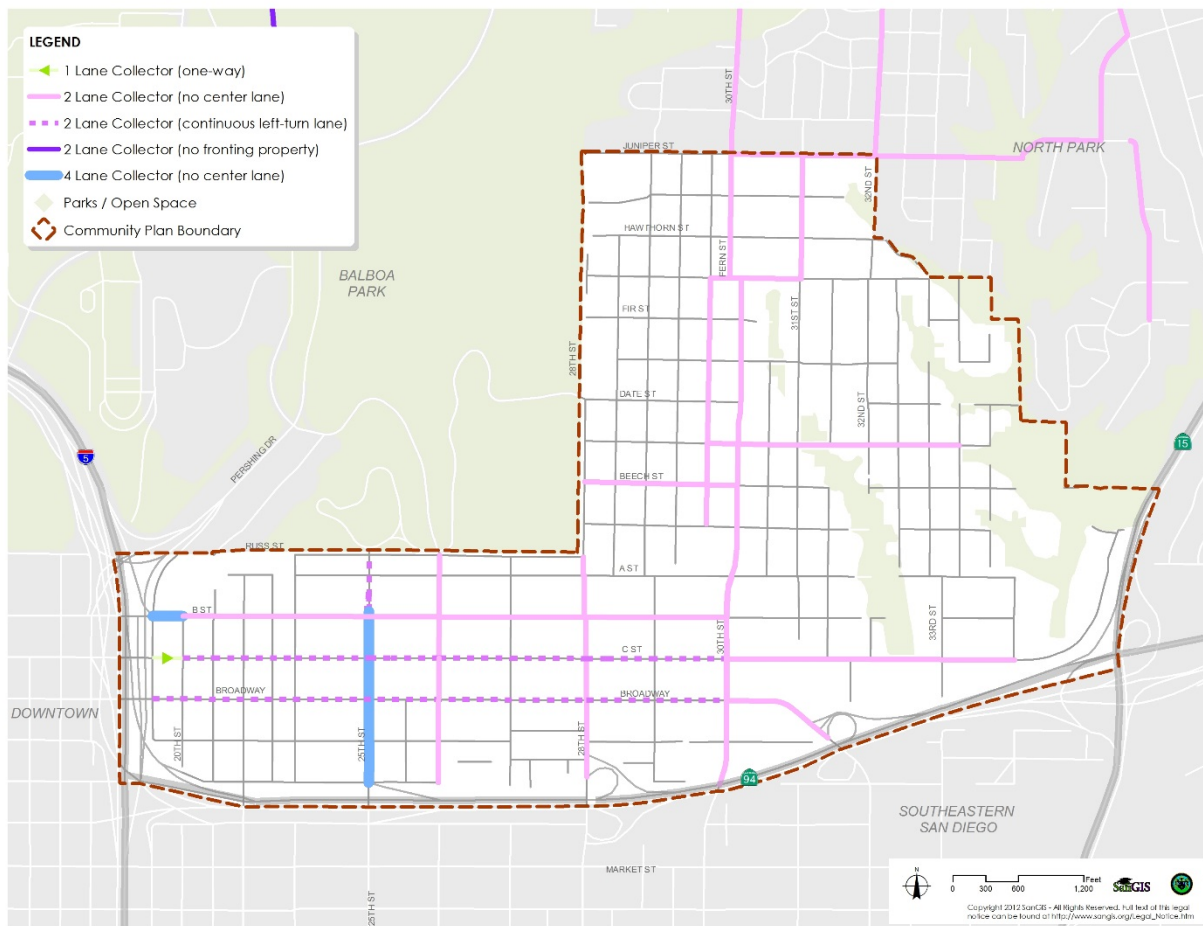 LEGEND
1 Lane Collector (one-way)
2 Lane Collector (no center lane)
2 Lane Collector (continuous left-turn lane)
2 Lane Collector (no fronting property)
4 Lane Collector (no center lane)
Parks / Open Space
Community Plan Boundary
30TH ST
JUNIPER ST
NORTH PARK
32ND ST
HAWTHORN ST
FERN ST
BALBOA
PARK
FIR ST
31ST ST
28TH ST
DATE ST
32ND ST
15
5
PERSHING DR
BEECH ST
RUSS ST
A ST
B ST
33RD ST
30TH ST
C ST
BROADWAY
BROADWAY
DOWNTOWN
20TH ST
25TH ST
28TH ST
94
SOUTHEASTERN
SAN DIEGO
MARKET ST
25TH ST
N
Feet
0 300 600 1,200
SanGIS
Copyright 2012 SanGIS - All Rights Reserved. Full text of this legal
notice can be found at http://www.sangis.org/Legal_Notice.htm